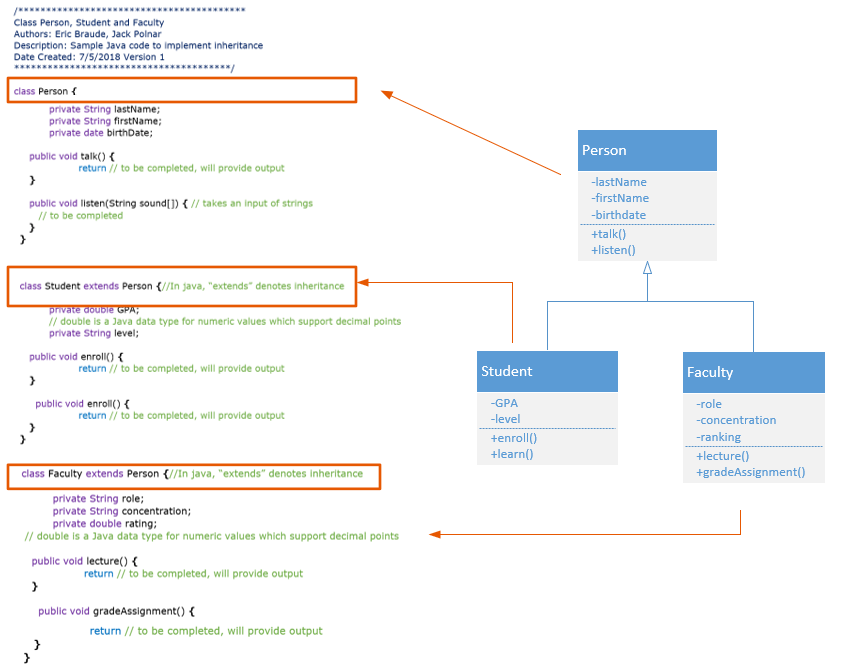 /******************************************
Class Person, Student and Faculty
Authors: Eric Braude, Jack Polnar
Description: Sample Java code to implement inheritance
Date Created: 7/5/2018 Version 1
****************************************/
class Person {
private String lastName;
private String firstName;
private date birthDate;
public void talk() {
return // to be completed, will provide output
}
public void listen(String sound[]) { // takes an input of strings
// to be completed
}
}
class Student extends Person {//In java, “extends” denotes inheritance
private double GPA;
// double is a Java data type for numeric values which support decimal points
private String level;
public void enroll() {
return // to be completed, will provide output
}
public void enroll() {
return // to be completed, will provide output
}
}
class Faculty extends Person {//In java, “extends” denotes inheritance
private String role;
private String concentration;
private double rating;
// double is a Java data type for numeric values which support decimal points
public void lecture() {
return // to be completed, will provide output
}
public void gradeAssignment() {
return // to be completed, will provide output
}
}
Person
-lastName
-firstName
-birthdate
+talk()
+listen()
Student
-GPA
-level
+enroll()
+learn()
Faculty
-role
-concentration
-ranking
+lecture()
+gradeAssignment()